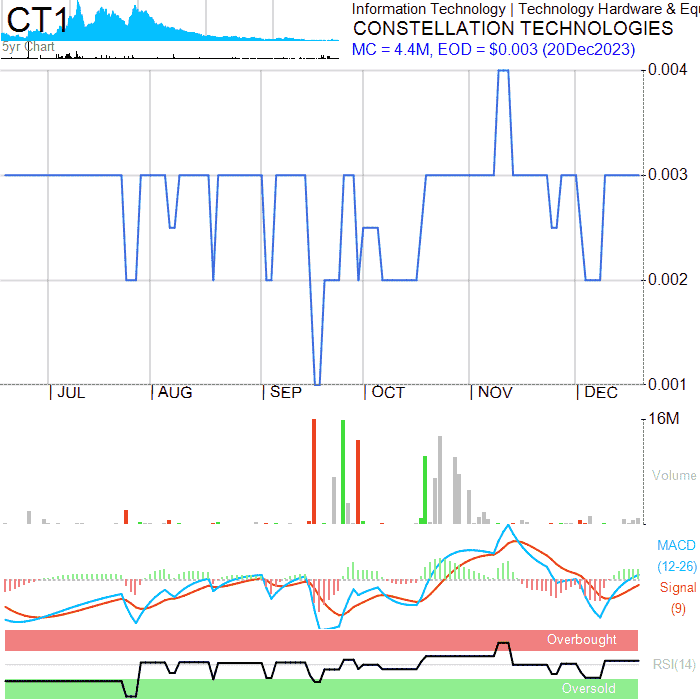 CT1
5yr Chart
Information Technology | Technology Hardware & Equ
CONSTELLATION TECHNOLOGIES
MC = 4.4M, EOD = $0.003 (20Dec2023)
0.004
0.003
0.002
0.001
JUL
AUG
SEP
OCT
NOV
DEC
16M
Volume
MACD
(12-26)
Signal
(9)
Overbought
RSI(14)
Oversold